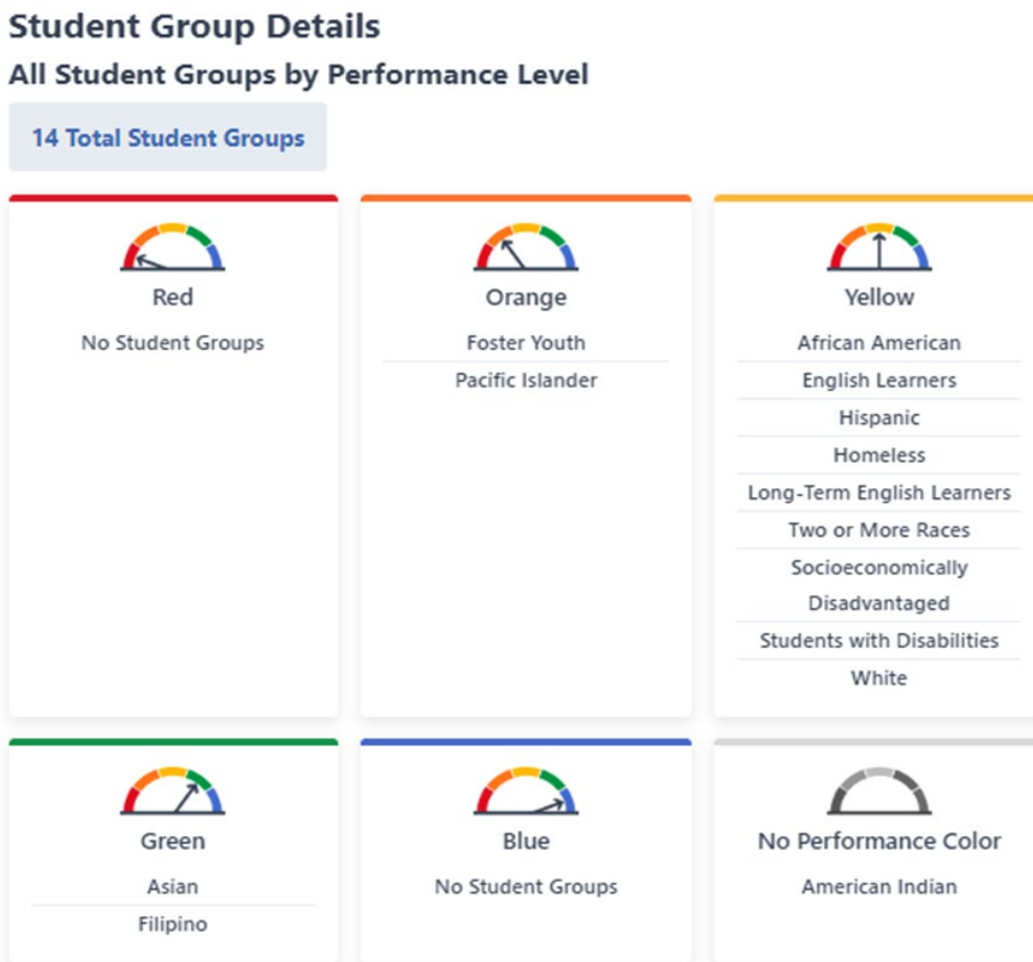 Student Group Details
All Student Groups by Performance Level
14 Total Student Groups
Red
No Student Groups
Orange
Foster Youth
Pacific Islander
Yellow
African American
English Learners
Hispanic
Homeless
Long-Term English Learners
Two or More Races
Socioeconomically
Disadvantaged
Students with Disabilities
White
Green
Asian
Filipino
Blue
No Student Groups
No Performance Color
American Indian